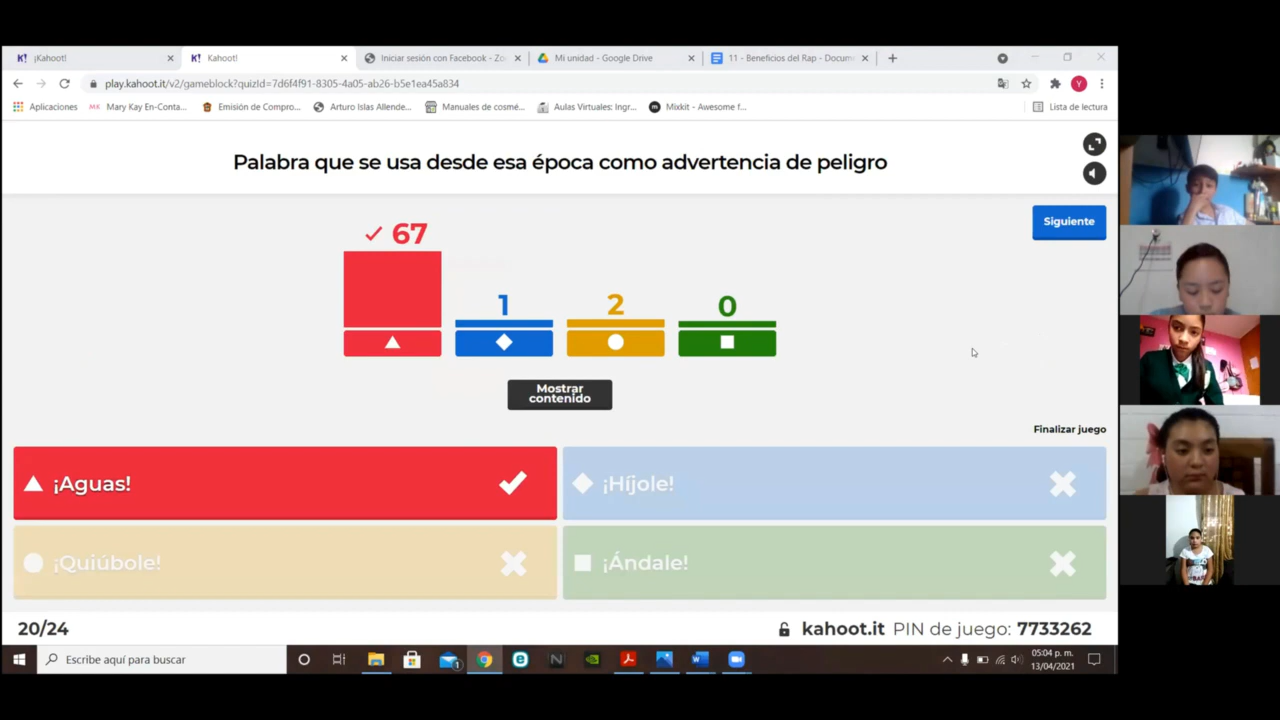 ¡Kahoot!
Kahoot!
Iniciar sesión con Facebook - Zo
Mi unidad - Google Drive
11 - Beneficios del Rap - Docum
play.kahoot.it/v2/gameblock?quizId=7d6f4f91-8305-4a05-ab26-b5e1ea45a834
Y
Aplicaciones
MK Mary Kay En-Conta...
Emisión de Compro...
Arturo Islas Allende...
Manuales de cosmé...
Aulas Virtuales: Ingr...
Mixkit - Awesome f...
Lista de lectura
Palabra que se usa desde esa época como advertencia de peligro
Siguiente
67
1
2
0
Mostrar
contenido
Finalizar juego
¡Aguas!
¡Híjole!
¡Quiúbole!
¡Ándale!
20/24
kahoot.it PIN de juego: 7733262
Escribe aquí para buscar
05:04 p. m.
13/04/2021